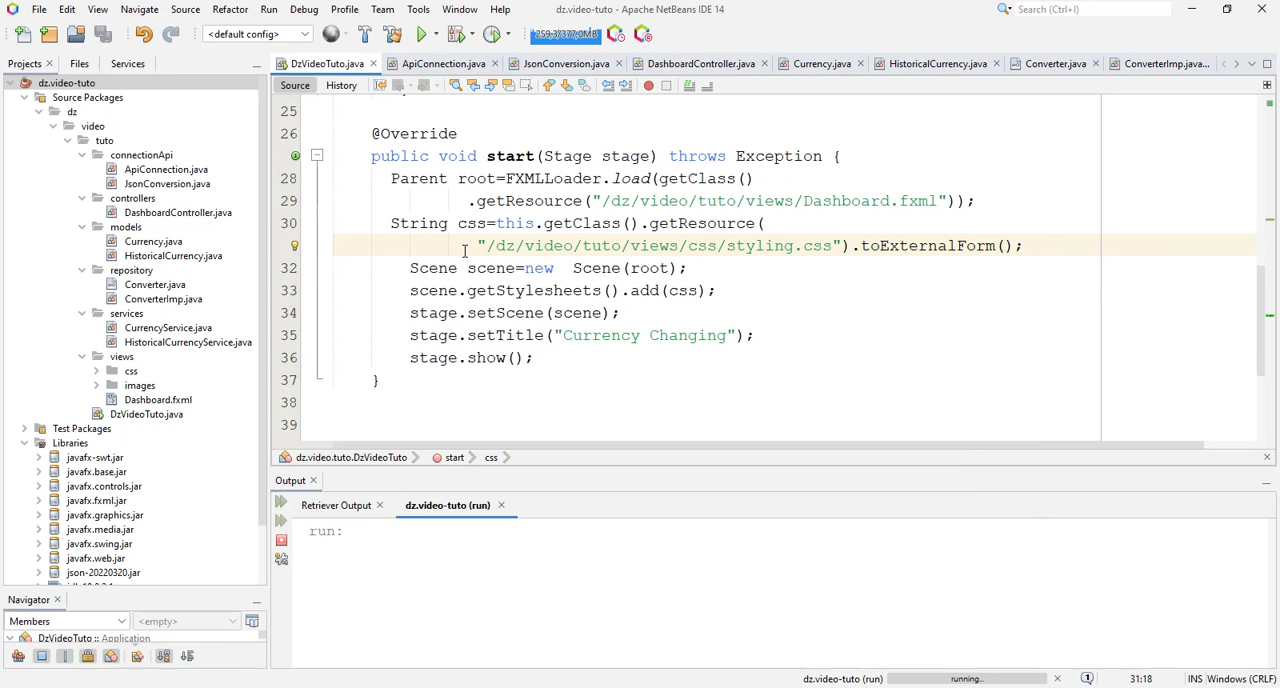 File Edit View Navigate Source Refactor Run Debug Profile Team Tools Window Help
dz.video-tuto - Apache NetBeans IDE 14
Search (Ctrl+I)
<default config>
259,3/377,0MB
Projects Files Services
DzVideoTuto.java ApiConnection.java JsonConversion.java DashboardController.java Currency.java HistoricalCurrency.java Converter.java ConverterImp.java...
Source History
dz.video-tuto
Source Packages
dz
video
tuto
connectionApi
ApiConnection.java
JsonConversion.java
controllers
DashboardController.java
models
Currency.java
HistoricalCurrency.java
repository
Converter.java
ConverterImp.java
services
CurrencyService.java
HistoricalCurrencyService.java
views
css
images
Dashboard.fxml
DzVideoTuto.java
Test Packages
Libraries
javafx-swt.jar
javafx.base.jar
javafx.controls.jar
javafx.fxml.jar
javafx.graphics.jar
javafx.media.jar
javafx.swing.jar
javafx.web.jar
json-20220320.jar
25
26 @Override
public void start(Stage stage) throws Exception {
28 Parent root=FXMLLoader.load(getClass()
29 .getResource("/dz/video/tuto/views/Dashboard.fxml"));
30 String css=this.getClass().getResource(
"/dz/video/tuto/views/css/styling.css").toExternalForm();
32 Scene scene=new Scene(root);
33 scene.getStylesheets().add(css);
34 stage.setScene(scene);
35 stage.setTitle("Currency Changing");
36 stage.show();
37 }
38
39
dz.video.tuto.DzVideoTuto start css
Output
Retriever Output dz.video-tuto (run)
run:
Navigator
Members <empty>
DzVideoTuto :: Application
dz.video-tuto (run) running... 1 31:18 INS Windows (CRLF)